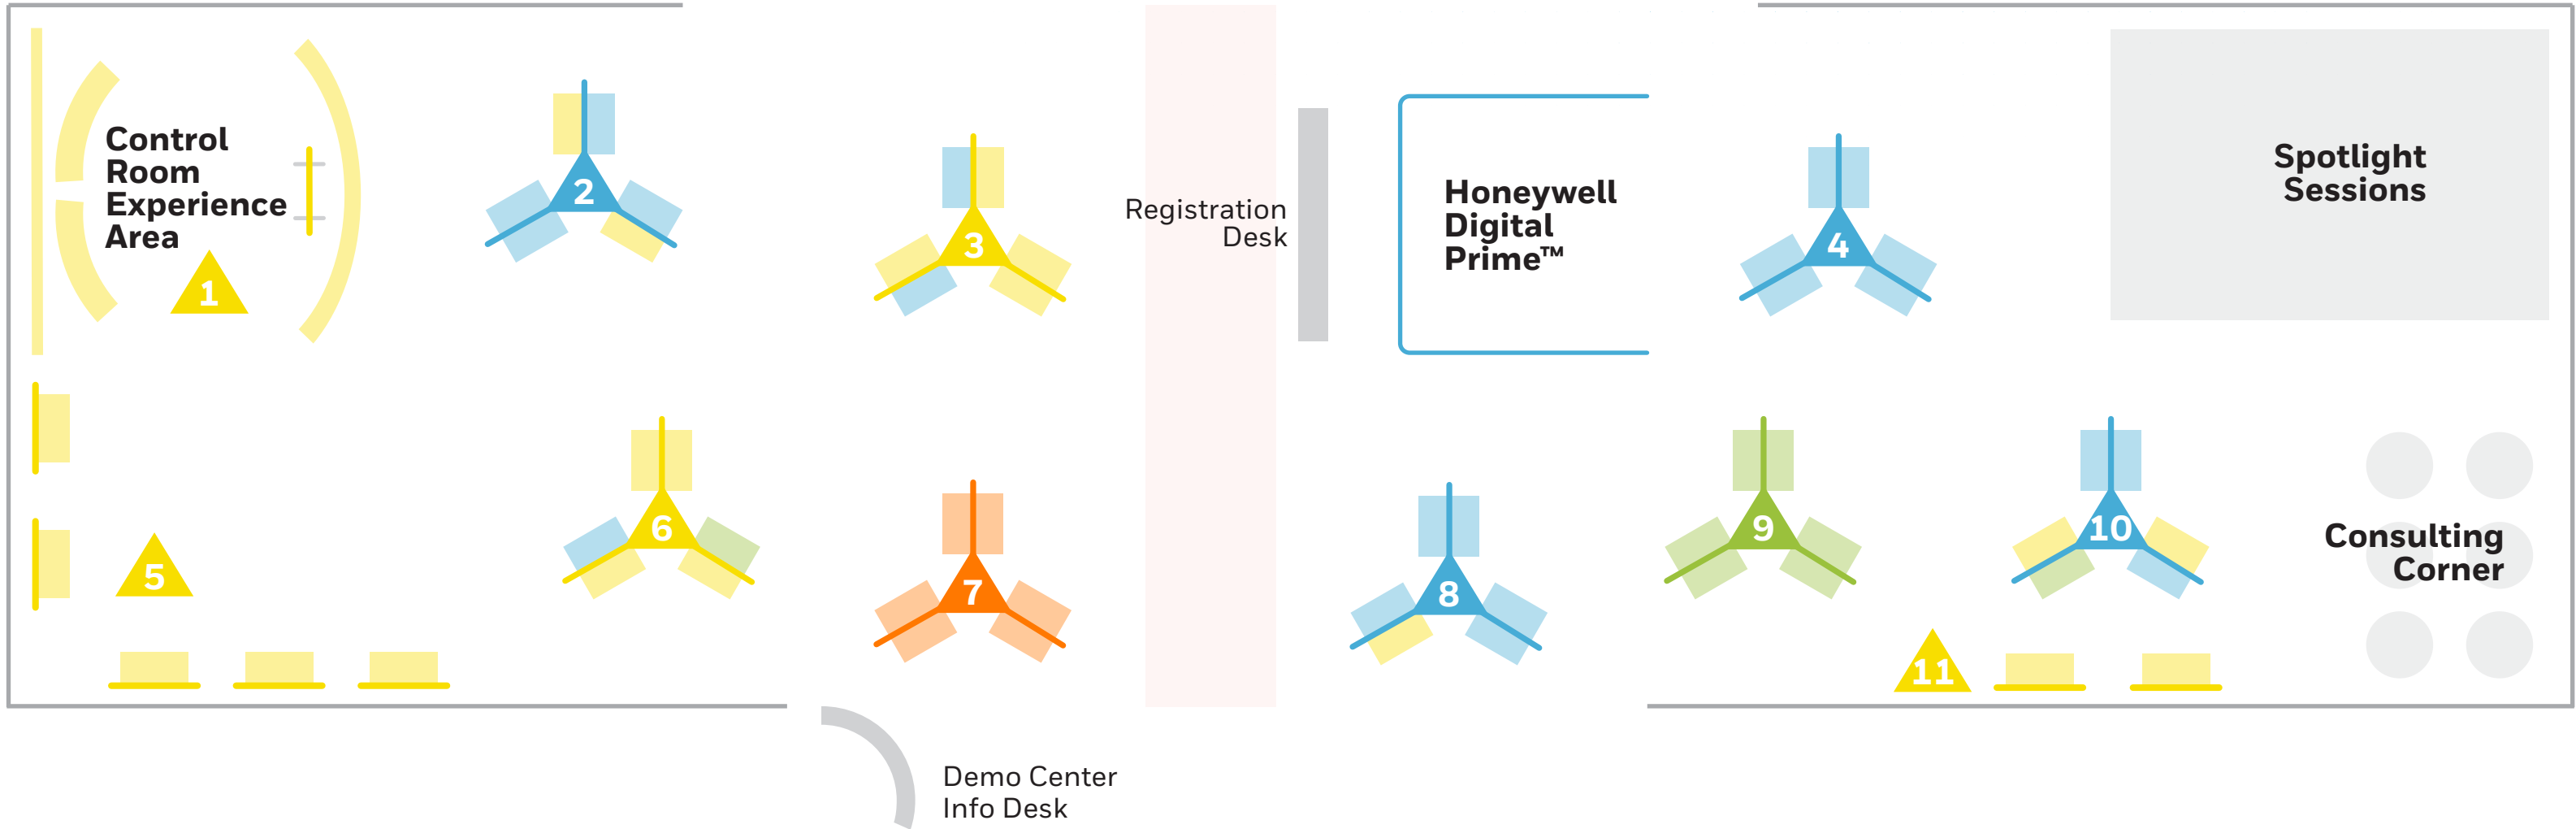 Control
Room
Experience
Area
1
2
3
Registration
Desk
Honeywell
Digital
Prime™
4
Spotlight
Sessions
5
6
7
8
9
10
Consulting
Corner
11
Demo Center
Info Desk